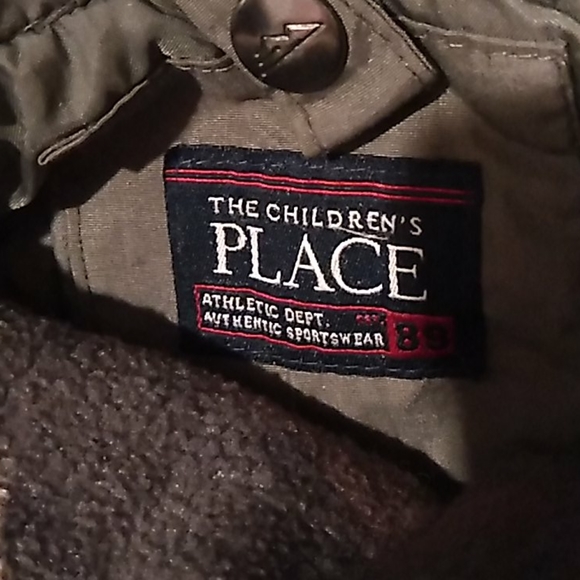 THE CHILDREN'S
PLACE
ATHLETIC DEPT.
AUTHENTIC SPORTSWEAR
89